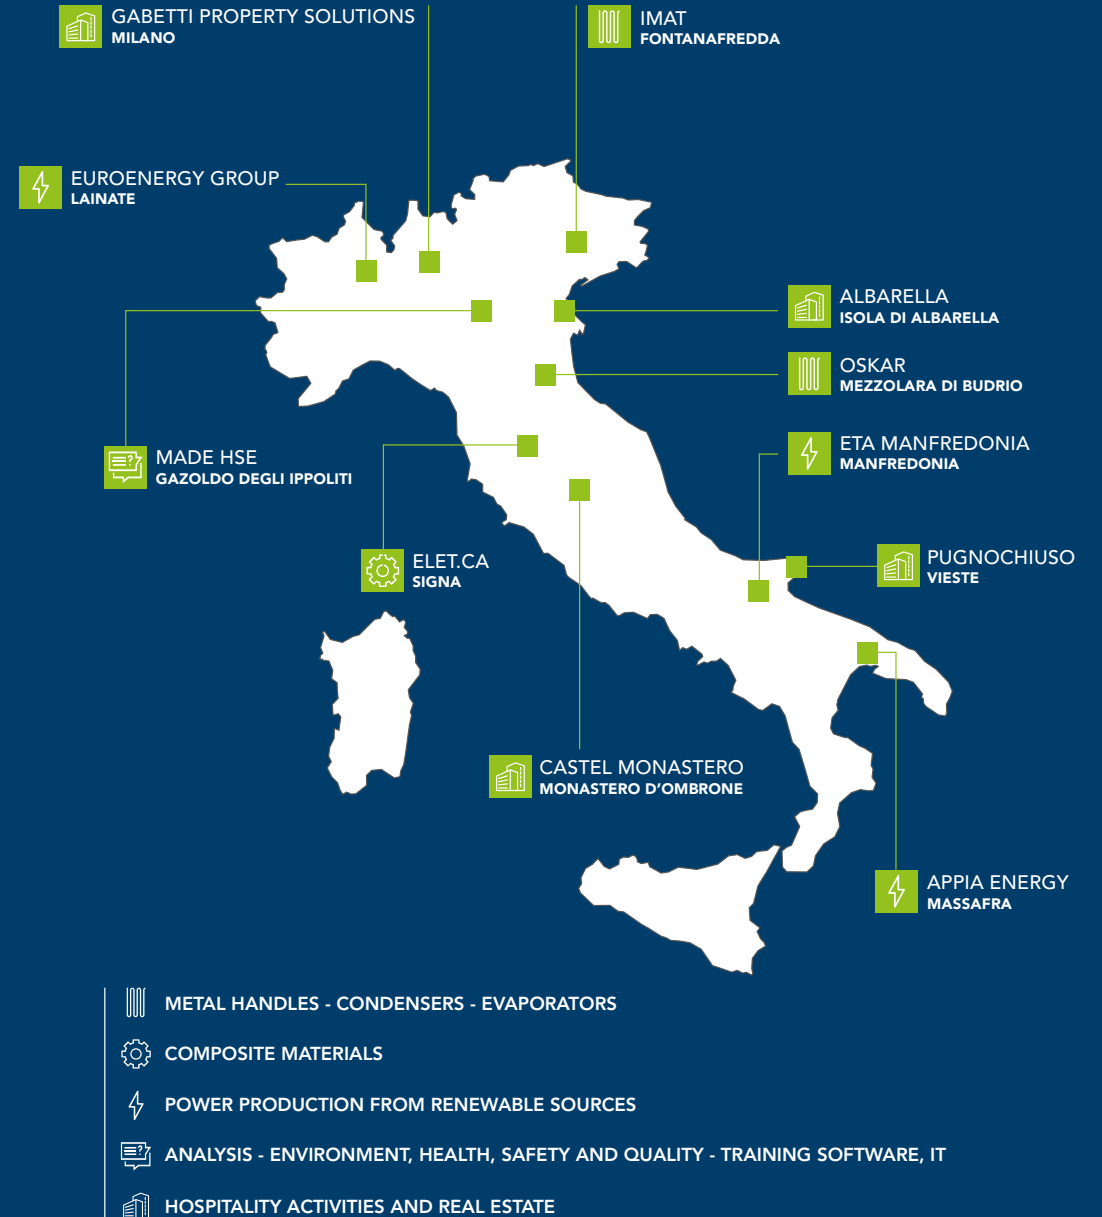 GABETTI PROPERTY SOLUTIONS
MILANO
IMAT
FONTANAFREDDA
EUROENERGY GROUP
LAINATE
ALBARELLA
ISOLA DI ALBARELLA
OSKAR
MEZZOLARA DI BUDRIO
ETA MANFREDONIA
MANFREDONIA
MADE HSE
GAZOLDO DEGLI IPPOLITI
PUGNOCHIUSO
VIESTE
ELET.CA
SIGNA
CASTEL MONASTERO
MONASTERO D'OMBRONE
APPIA ENERGY
MASSAFRA
METAL HANDLES - CONDENSERS - EVAPORATORS
COMPOSITE MATERIALS
POWER PRODUCTION FROM RENEWABLE SOURCES
ANALYSIS - ENVIRONMENT, HEALTH, SAFETY AND QUALITY - TRAINING SOFTWARE, IT
HOSPITALITY ACTIVITIES AND REAL ESTATE